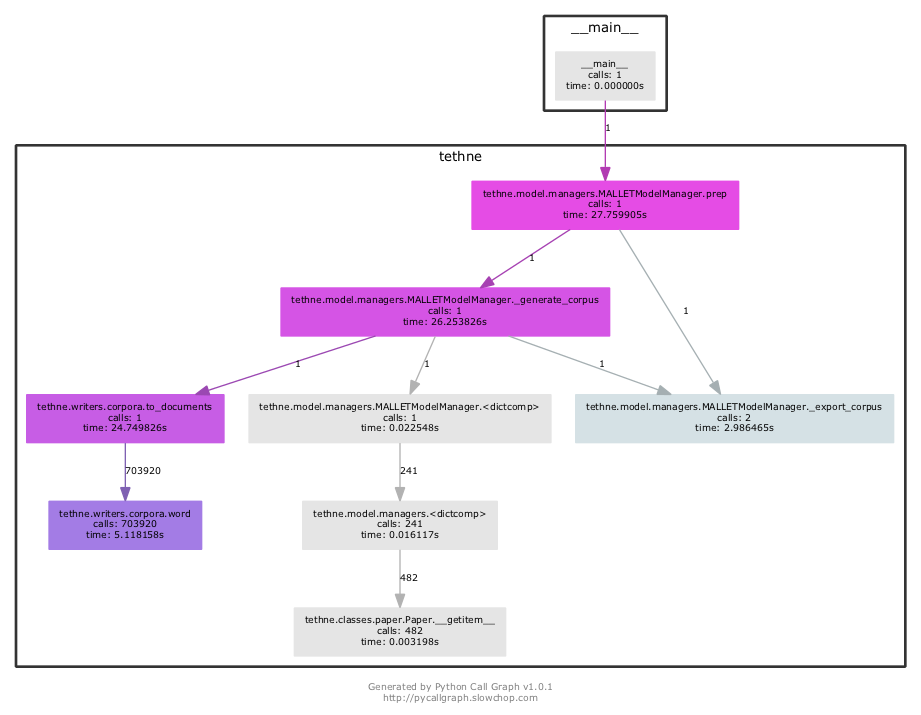 __main__
__main__
calls: 1
time: 0.000000s
1
tethne
tethne.model.managers.MALLETModelManager.prep
calls: 1
time: 27.759905s
1
1
tethne.model.managers.MALLETModelManager._generate_corpus
calls: 1
time: 26.253826s
1
1
1
tethne.writers.corpora.to_documents
calls: 1
time: 24.749826s
tethne.model.managers.MALLETModelManager.<dictcomp>
calls: 1
time: 0.022548s
tethne.model.managers.MALLETModelManager._export_corpus
calls: 2
time: 2.986465s
703920
241
tethne.writers.corpora.word
calls: 703920
time: 5.118158s
tethne.model.managers.<dictcomp>
calls: 241
time: 0.016117s
482
tethne.classes.paper.Paper.__getitem__
calls: 482
time: 0.003198s
Generated by Python Call Graph v1.0.1
http://pycallgraph.slowchop.com